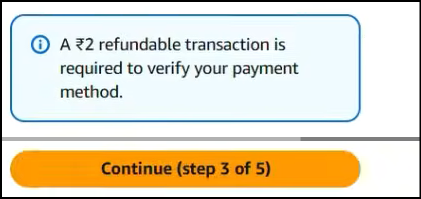 A ₹2 refundable transaction is
required to verify your payment
method.
Continue (step 3 of 5)